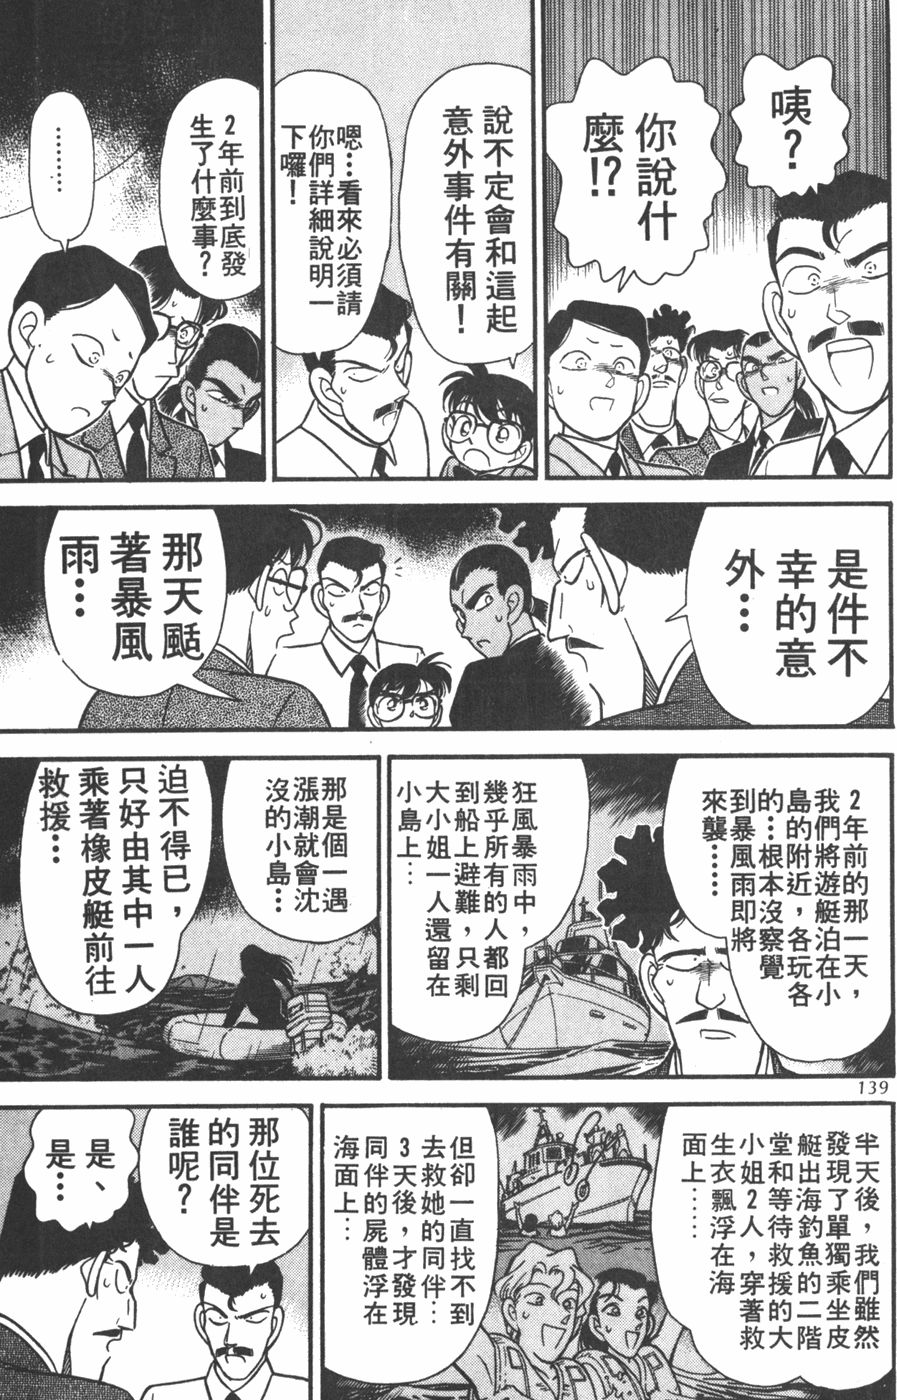 咦？
你說什
麼!?
說不定會和這起
意外事件有關！
嗯…看來必須請
你們詳細說明一
下囉！
2年前到底發
生了什麼事？
………
是件不
幸的意
外…
那天颳
著暴風
雨…
2年前的那一天，
我們將遊艇泊在小
島的附近，各玩各
的…根本沒察覺
到暴風雨即將
來襲………
狂風暴雨中，
幾乎所有的人都回
到船上避難，只剩
大小姐一人還留在
小島上…
那是個一遇
漲潮就會沈
沒的小島…
迫不得已，
只好由其中一人
乘著橡皮艇前往
救援…
139
半天後，我們雖然
發現了單獨乘坐皮
艇出海釣魚的二階
堂和等待救援的大
小姐2人，穿著救
生衣飄浮在海
面上……
但卻一直找不到
去救她的同伴…
3天後，才發現
同伴的屍體浮在
海面上……
那位死去
的同伴是
誰呢？
是、
是…